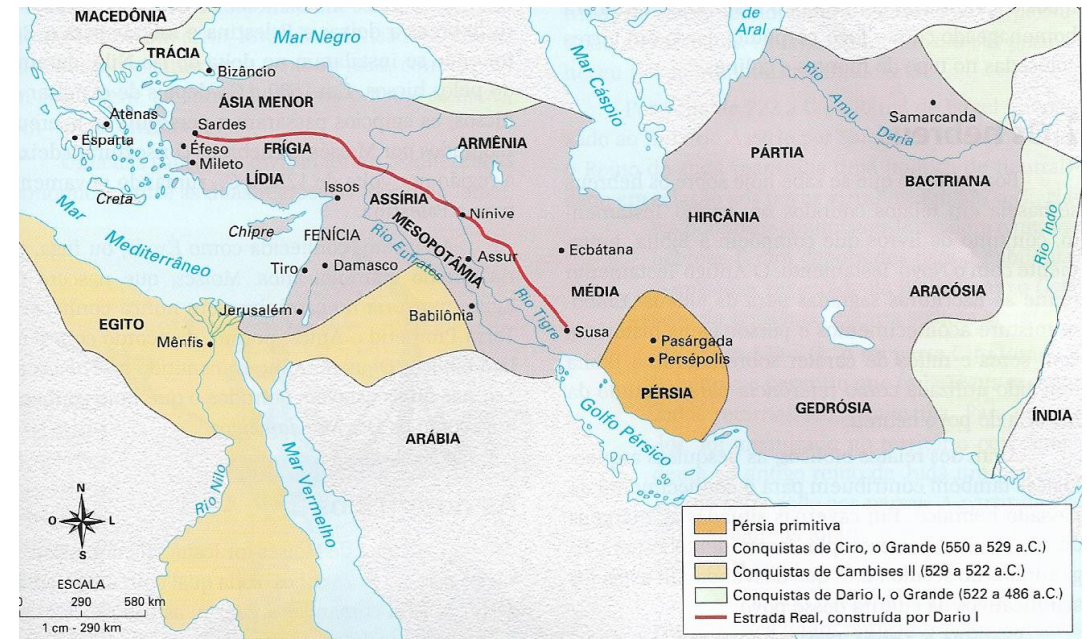 MACEDÔNIA
TRÁCIA
Bizâncio
Mar Negro
de
Aral
Mar Cáspio
Rio
Amu
Daria
Samarcanda
ÁSIA MENOR
Atenas
Esparta
Sardes
Éfeso
Mileto
FRÍGIA
LÍDIA
ARMÊNIA
PÁRTIA
BACTRIANA
Creta
Issos
ASSÍRIA
Nínive
HIRCÂNIA
Rio Indo
Mar
Mediterrâneo
Chipre
FENÍCIA
MESOPOTÂMIA
Rio Eufrates
Assur
Ecbátana
Tiro
Damasco
MÉDIA
ARACÓSIA
Jerusalém
Babilônia
Rio Tigre
Susa
EGITO
Mênfis
Pasárgada
Persépolis
PÉRSIA
GEDRÓSIA
ÍNDIA
Golfo Pérsico
ARÁBIA
Mar Vermelho
Rio Nilo
N
O L
S
ESCALA
0 290 580 km
1 cm - 290 km
Pérsia primitiva
Conquistas de Ciro, o Grande (550 a 529 a.C.)
Conquistas de Cambises II (529 a 522 a.C.)
Conquistas de Dario I, o Grande (522 a 486 a.C.)
Estrada Real, construída por Dario I